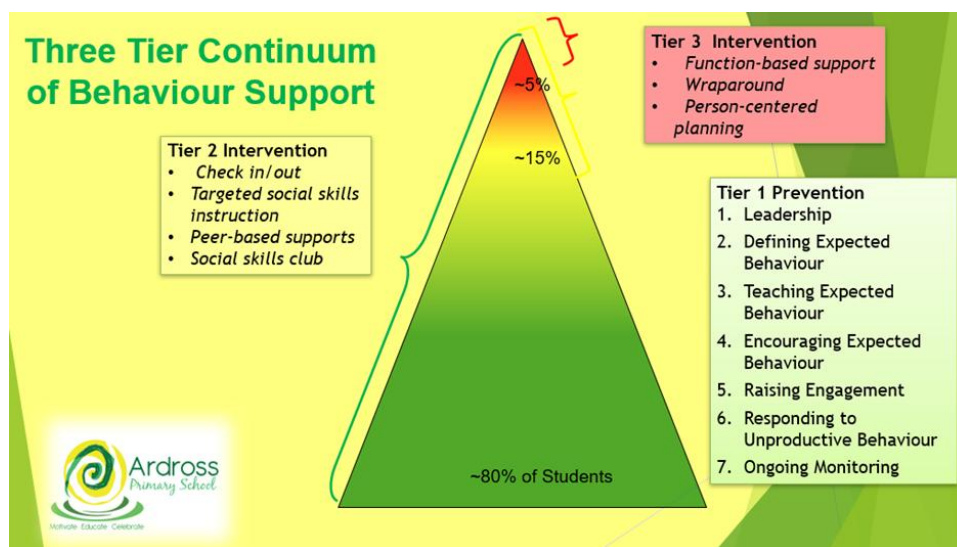 Three Tier Continuum
of Behaviour Support
Tier 2 Intervention
• Check in/out
• Targeted social skills
instruction
• Peer-based supports
• Social skills club
~5%
~15%
~80% of Students
Tier 3 Intervention
• Function-based support
• Wraparound
• Person-centered
planning
Tier 1 Prevention
1. Leadership
2. Defining Expected
Behaviour
3. Teaching Expected
Behaviour
4. Encouraging Expected
Behaviour
5. Raising Engagement
6. Responding to
Unproductive Behaviour
7. Ongoing Monitoring
Ardross
Primary School
Motivate Educate Celebrate